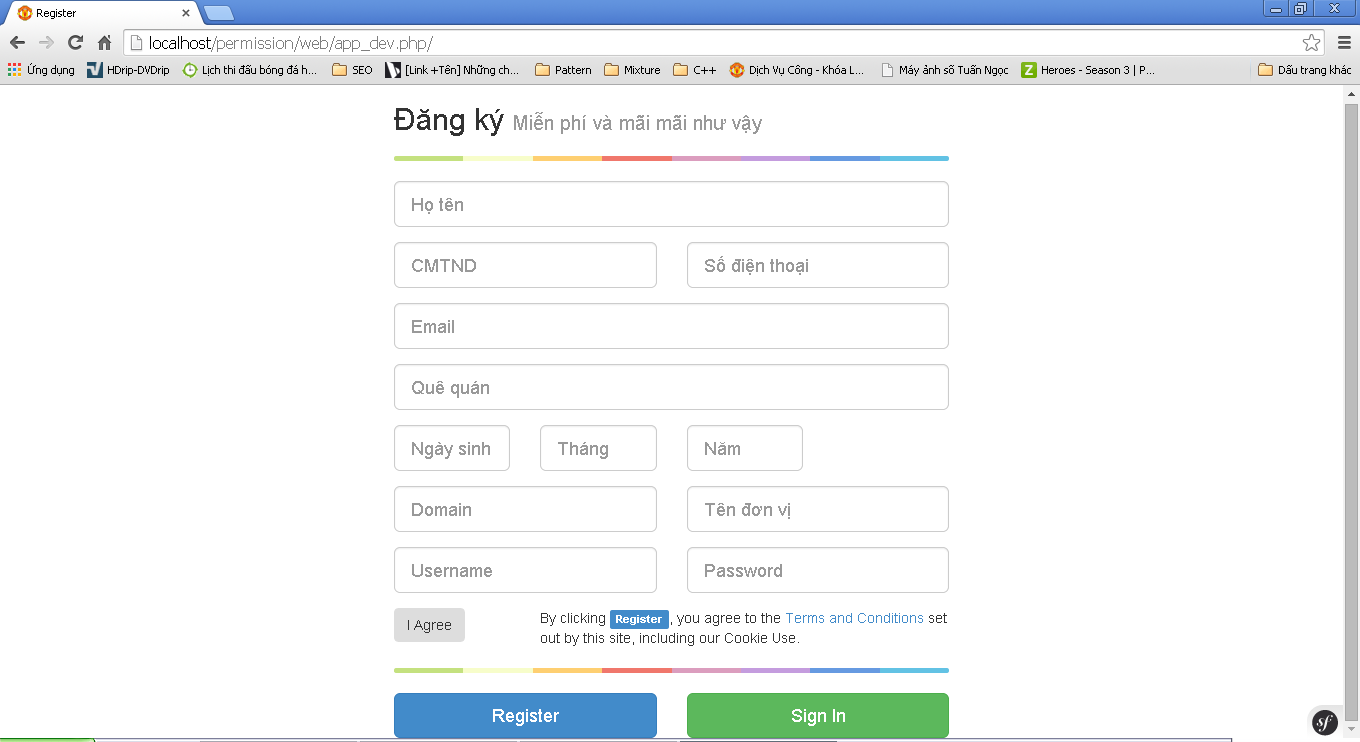 Register
localhost/permission/web/app_dev.php/
Ứng dụng HDrip-DVDrip Lịch thi đấu bóng đá h... SEO [Link +Tên] Những ch... Pattern Mixture C++ Dịch Vụ Công - Khóa L... Máy ảnh số Tuấn Ngọc Heroes - Season 3 | P... Dấu trang khác
Đăng ký Miễn phí và mãi mãi như vậy
Họ tên
CMTND Số điện thoại
Email
Quê quán
Ngày sinh Tháng Năm
Domain Tên đơn vị
Username Password
I Agree By clicking Register, you agree to the Terms and Conditions set
out by this site, including our Cookie Use.
Register Sign In
sf